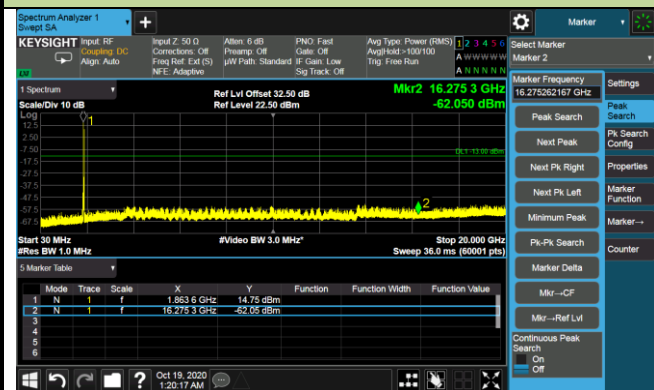 Spectrum Analyzer 1
Swept SA
+
Marker
KEYSIGHT Input: RF Input Z: 50 Ω Atten: 6 dB PNO: Fast Avg Type: Power (RMS) 1 2 3 4 5 6
Coupling: DC Corrections: Off Preamp: Off Gate: Off Avg|Hold:>100/100 A W W W W W
Align: Auto Freq Ref: Ext (S) µW Path: Standard IF Gain: Low Trig: Free Run
NFE: Adaptive Sig Track: Off A N N N N N
Select Marker
Marker 2
1 Spectrum
Scale/Div 10 dB
Ref Lvl Offset 32.50 dB
Ref Level 22.50 dBm
Mkr2 16.275 3 GHz
-62.050 dBm
Log
12.5
2.50
-7.50
-17.5
-27.5
-37.5
-47.5
-57.5
-67.5
1
DL1 -13.00 dBm
2
Start 30 MHz #Video BW 3.0 MHz* Stop 20.000 GHz
#Res BW 1.0 MHz Sweep 36.0 ms (60001 pts)
5 Marker Table
Mode Trace Scale X Y Function Function Width Function Value
1 N 1 f 1.863 6 GHz 14.75 dBm
2 N 1 f 16.275 3 GHz -62.05 dBm
3
4
5
6
Marker Frequency
16.275262167 GHz
Peak Search
Next Peak
Next Pk Right
Next Pk Left
Minimum Peak
Pk-Pk Search
Marker Delta
Mkr→CF
Mkr→Ref Lvl
Continuous Peak
Search
On
Off
Settings
Peak
Search
Pk Search
Config
Properties
Marker
Function
Marker→
Counter
?
Oct 19, 2020
1:20:17 AM